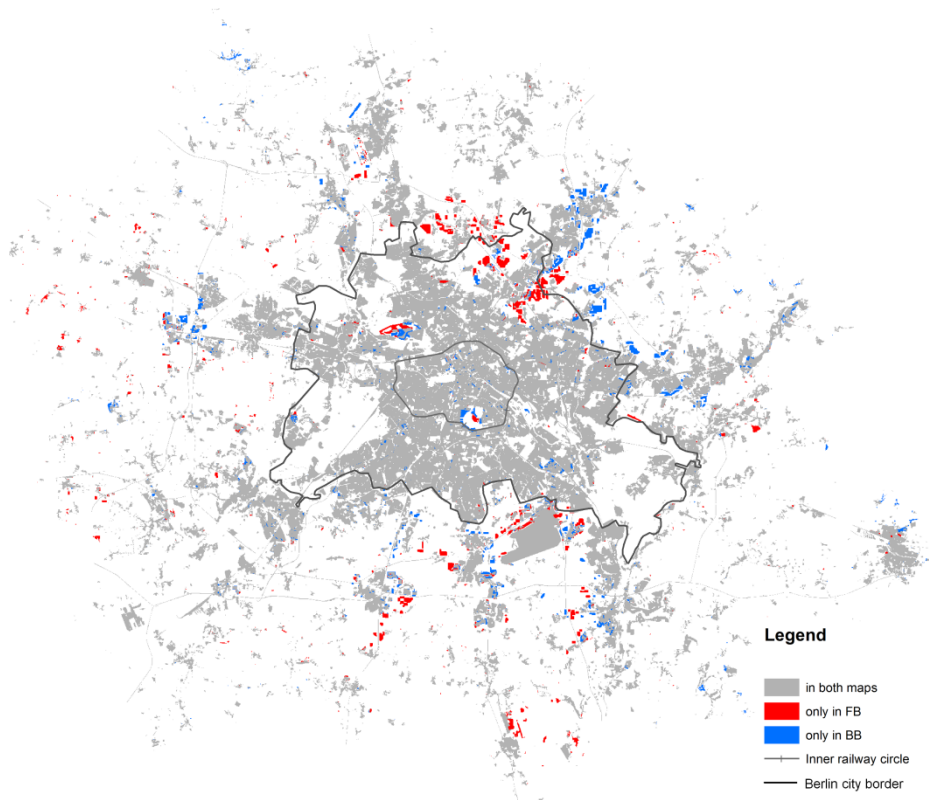 Legend
in both maps
only in FB
only in BB
Inner railway circle
Berlin city border